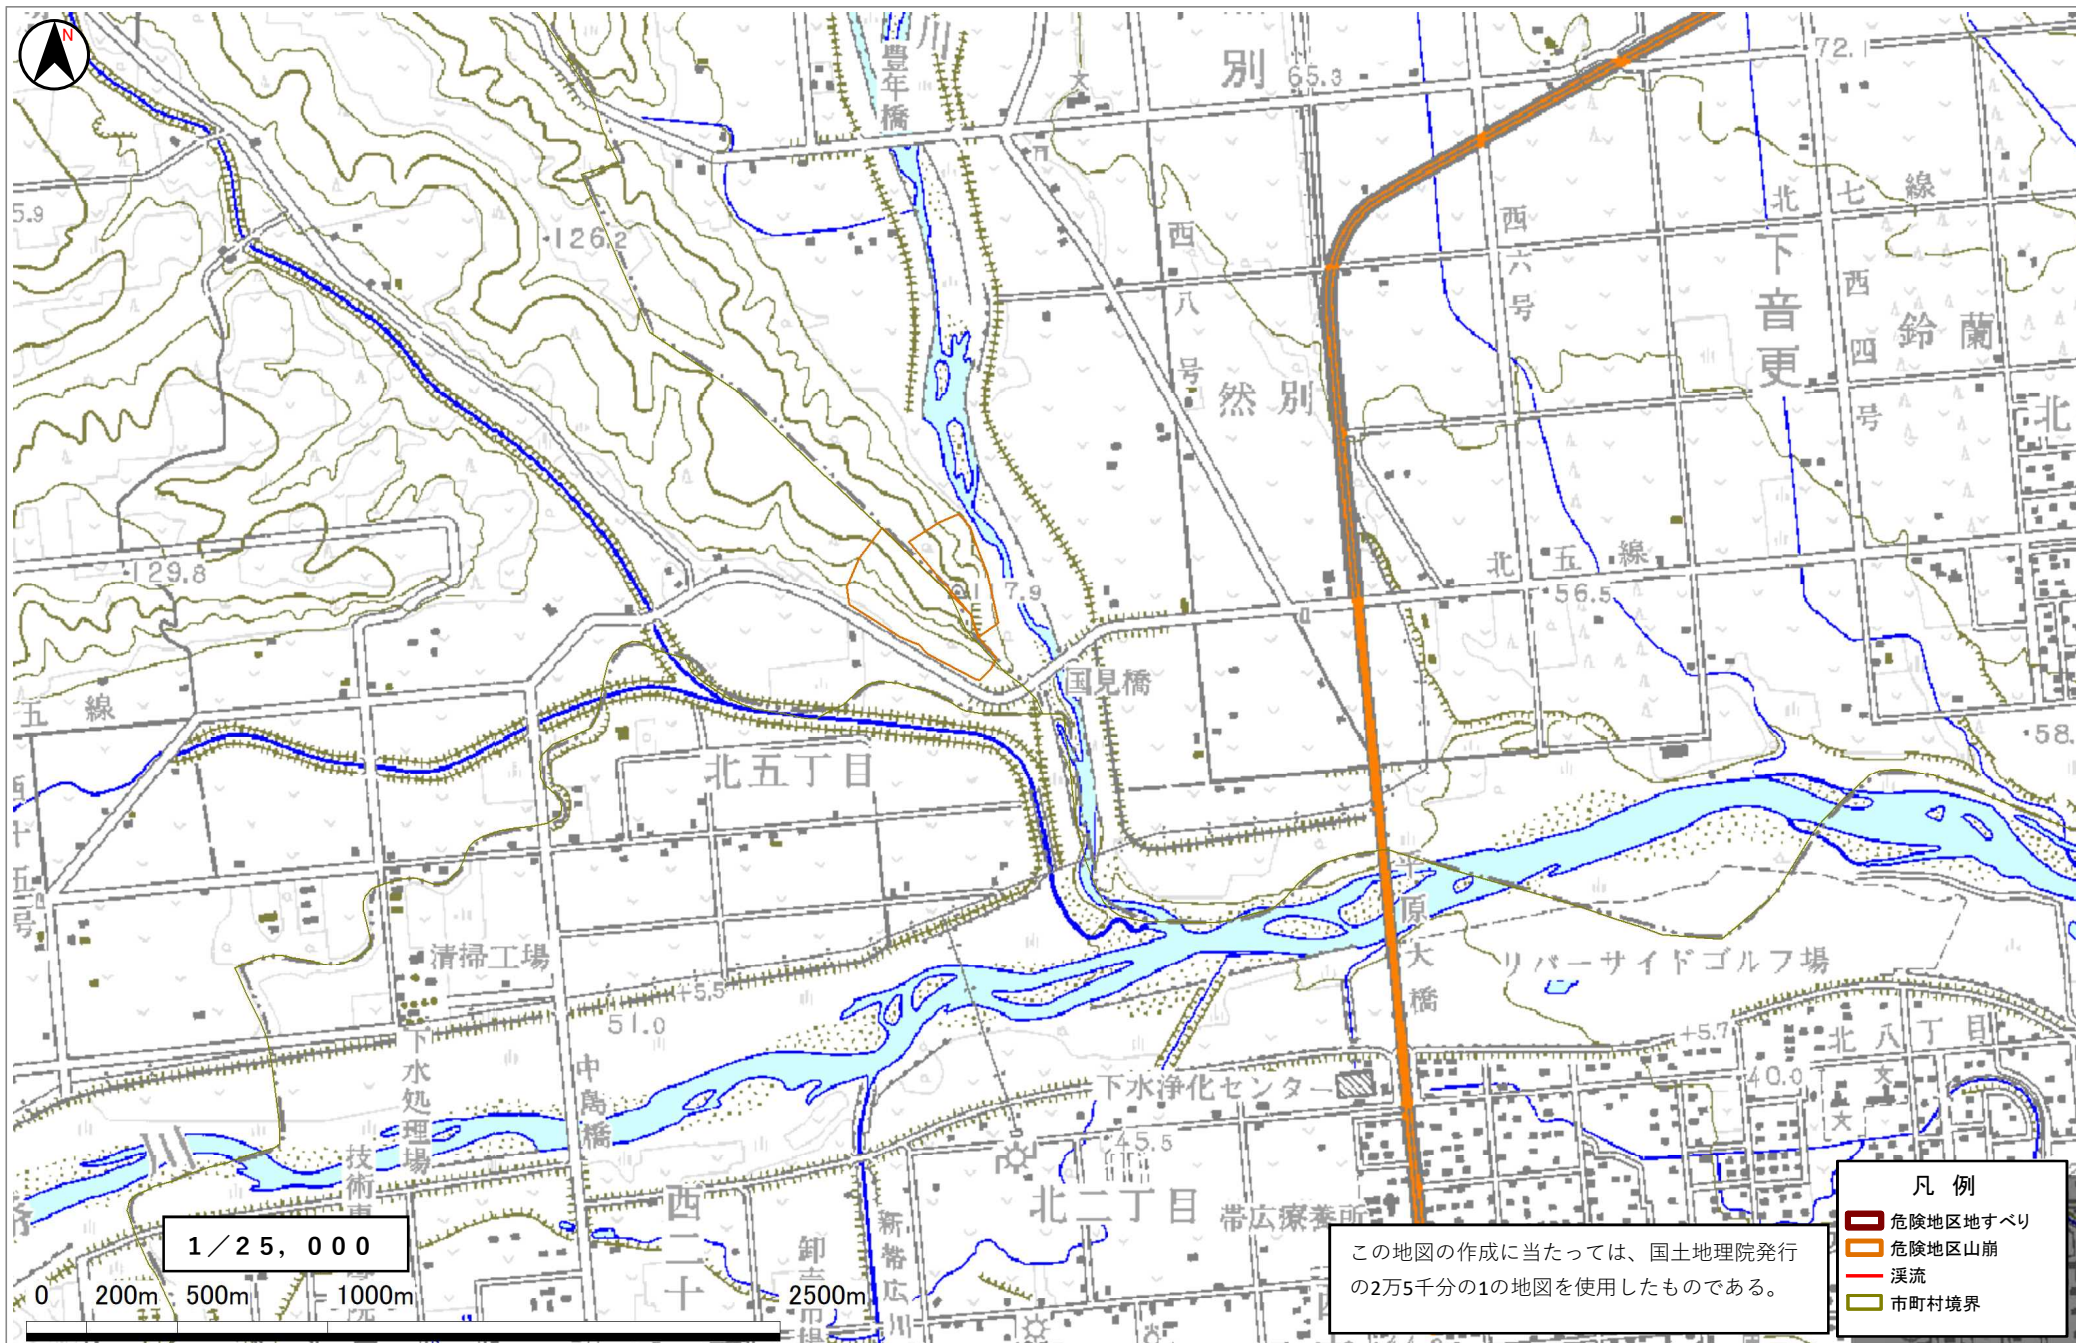 N
川
豊年橋
別
65.3
72.1
5.9
126.2
西八号
西六号
北七線
下音更
西四号
鈴蘭
然別
北
129.8
7.9
北五線
56.5
五線
国見橋
58.
北五丁目
清掃工場
平原大橋
リバーサイドゴルフ場
+5.5
51.0
下水処理場
中島橋
下水浄化センター
+5.7
北八丁目
40.0
45.5
川
西二十
北二丁目
帯広療養所
新帯広川
1/25,000
0 200m 500m 1000m 2500m
この地図の作成に当たっては、国土地理院発行
の2万5千分の1の地図を使用したものである。
凡 例
危険地区地すべり
危険地区山崩
渓流
市町村境界